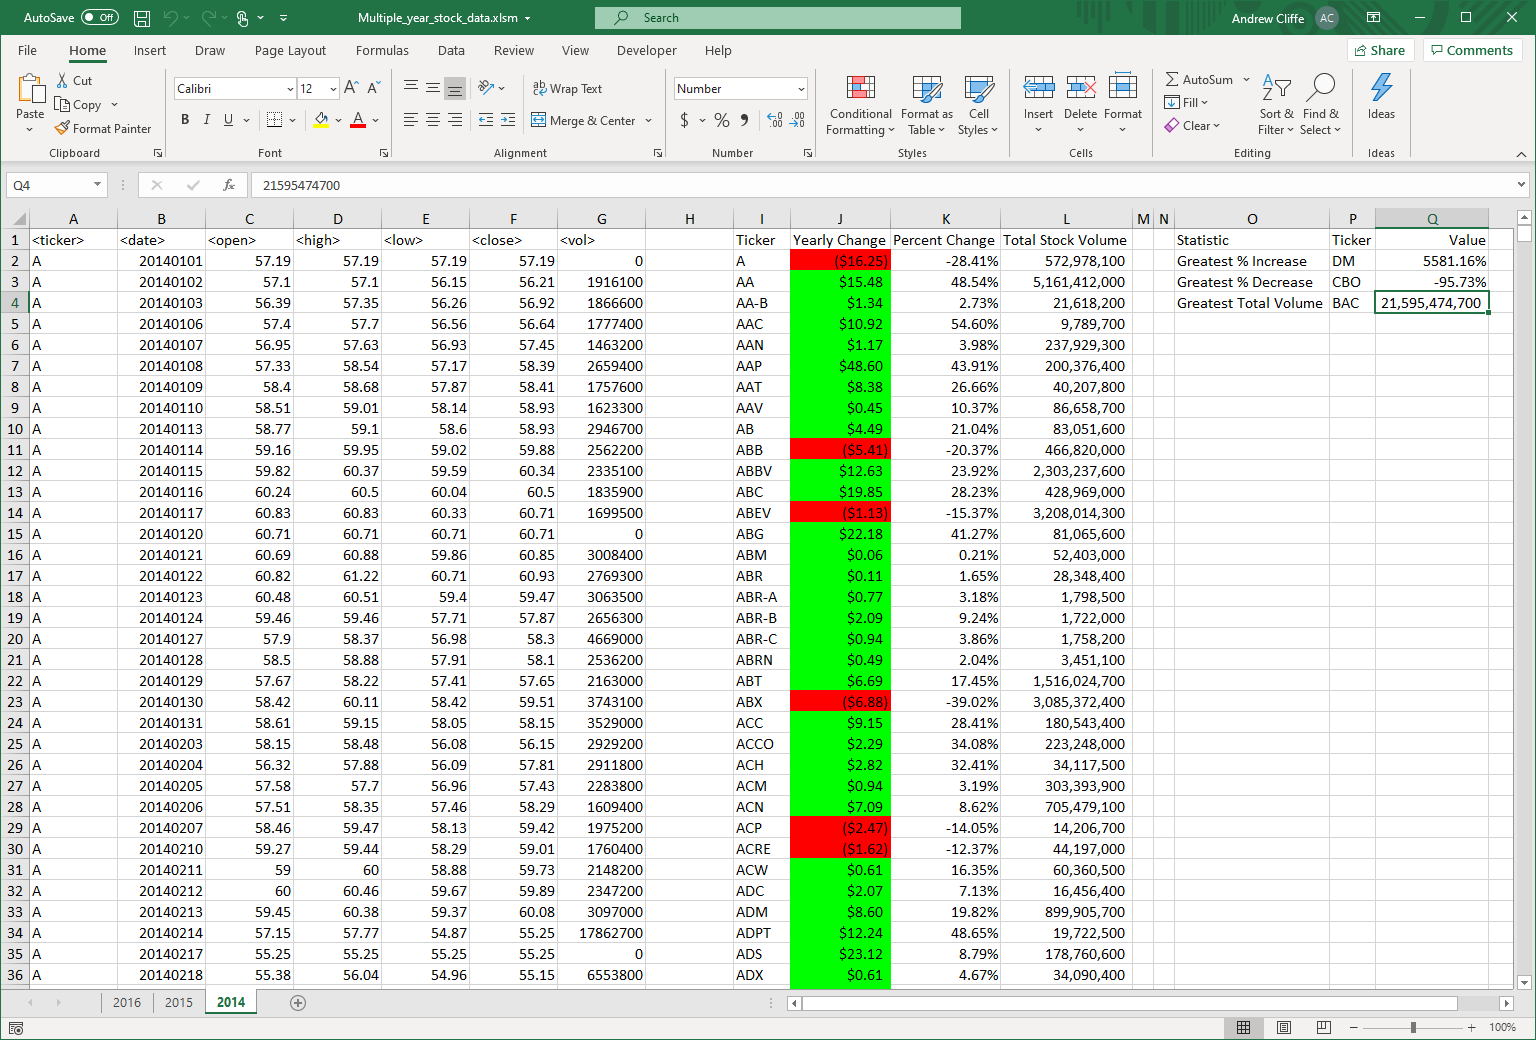 AutoSave Off Multiple_year_stock_data.xlsm Search Andrew Cliffe AC
File Home Insert Draw Page Layout Formulas Data Review View Developer Help Share Comments
Paste Cut Copy Format Painter Clipboard
Calibri 12 A A B I U A Font
ab Wrap Text Merge & Center Alignment
Number $ % Number
Conditional Formatting Format as Table Cell Styles Styles
Insert Delete Format Cells
AutoSum Fill Clear Sort & Filter Find & Select Editing
Ideas Ideas
Q4 fx 21595474700
A B C D E F G H I J K L M N O P Q
1 <ticker> <date> <open> <high> <low> <close> <vol> Ticker Yearly Change Percent Change Total Stock Volume Statistic Ticker Value
2 A 20140101 57.19 57.19 57.19 57.19 0 A ($16.25) -28.41% 572,978,100 Greatest % Increase DM 5581.16%
3 A 20140102 57.1 57.1 56.15 56.21 1916100 AA $15.48 48.54% 5,161,412,000 Greatest % Decrease CBO -95.73%
4 A 20140103 56.39 57.35 56.26 56.92 1866600 AA-B $1.34 2.73% 21,618,200 Greatest Total Volume BAC 21,595,474,700
5 A 20140106 57.4 57.7 56.56 56.64 1777400 AAC $10.92 54.60% 9,789,700
6 A 20140107 56.95 57.63 56.93 57.45 1463200 AAN $1.17 3.98% 237,929,300
7 A 20140108 57.33 58.54 57.17 58.39 2659400 AAP $48.60 43.91% 200,376,400
8 A 20140109 58.4 58.68 57.87 58.41 1757600 AAT $8.38 26.66% 40,207,800
9 A 20140110 58.51 59.01 58.14 58.93 1623300 AAV $0.45 10.37% 86,658,700
10 A 20140113 58.77 59.1 58.6 58.93 2946700 AB $4.49 21.04% 83,051,600
11 A 20140114 59.16 59.95 59.02 59.88 2562200 ABB ($5.41) -20.37% 466,820,000
12 A 20140115 59.82 60.37 59.59 60.34 2335100 ABBV $12.63 23.92% 2,303,237,600
13 A 20140116 60.24 60.5 60.04 60.5 1835900 ABC $19.85 28.23% 428,969,000
14 A 20140117 60.83 60.83 60.33 60.71 1699500 ABEV ($1.13) -15.37% 3,208,014,300
15 A 20140120 60.71 60.71 60.71 60.71 0 ABG $22.18 41.27% 81,065,600
16 A 20140121 60.69 60.88 59.86 60.85 3008400 ABM $0.06 0.21% 52,403,000
17 A 20140122 60.82 61.22 60.71 60.93 2769300 ABR $0.11 1.65% 28,348,400
18 A 20140123 60.48 60.51 59.4 59.47 3063500 ABR-A $0.77 3.18% 1,798,500
19 A 20140124 59.46 59.46 57.71 57.87 2656300 ABR-B $2.09 9.24% 1,722,000
20 A 20140127 57.9 58.37 56.98 58.3 4669000 ABR-C $0.94 3.86% 1,758,200
21 A 20140128 58.5 58.88 57.91 58.1 2536200 ABRN $0.49 2.04% 3,451,100
22 A 20140129 57.67 58.22 57.41 57.65 2163000 ABT $6.69 17.45% 1,516,024,700
23 A 20140130 58.42 60.11 58.42 59.51 3743100 ABX ($6.88) -39.02% 3,085,372,400
24 A 20140131 58.61 59.15 58.05 58.15 3529000 ACC $9.15 28.41% 180,543,400
25 A 20140203 58.15 58.48 56.08 56.15 2929200 ACCO $2.29 34.08% 223,248,000
26 A 20140204 56.32 57.88 56.09 57.81 2911800 ACH $2.82 32.41% 34,117,500
27 A 20140205 57.58 57.7 56.96 57.43 2283800 ACM $0.94 3.19% 303,393,900
28 A 20140206 57.51 58.35 57.46 58.29 1609400 ACN $7.09 8.62% 705,479,100
29 A 20140207 58.46 59.47 58.13 59.42 1975200 ACP ($2.47) -14.05% 14,206,700
30 A 20140210 59.27 59.44 58.29 59.01 1760400 ACRE ($1.62) -12.37% 44,197,000
31 A 20140211 59 60 58.88 59.73 2148200 ACW $0.61 16.35% 60,360,500
32 A 20140212 60 60.46 59.67 59.89 2347200 ADC $2.07 7.13% 16,456,400
33 A 20140213 59.45 60.38 59.37 60.08 3097000 ADM $8.60 19.82% 899,905,700
34 A 20140214 57.15 57.77 54.87 55.25 17862700 ADPT $12.24 48.65% 19,722,500
35 A 20140217 55.25 55.25 55.25 55.25 0 ADS $23.12 8.79% 178,760,600
36 A 20140218 55.38 56.04 54.96 55.15 6553800 ADX $0.61 4.67% 34,090,400
2016 2015 2014
100%